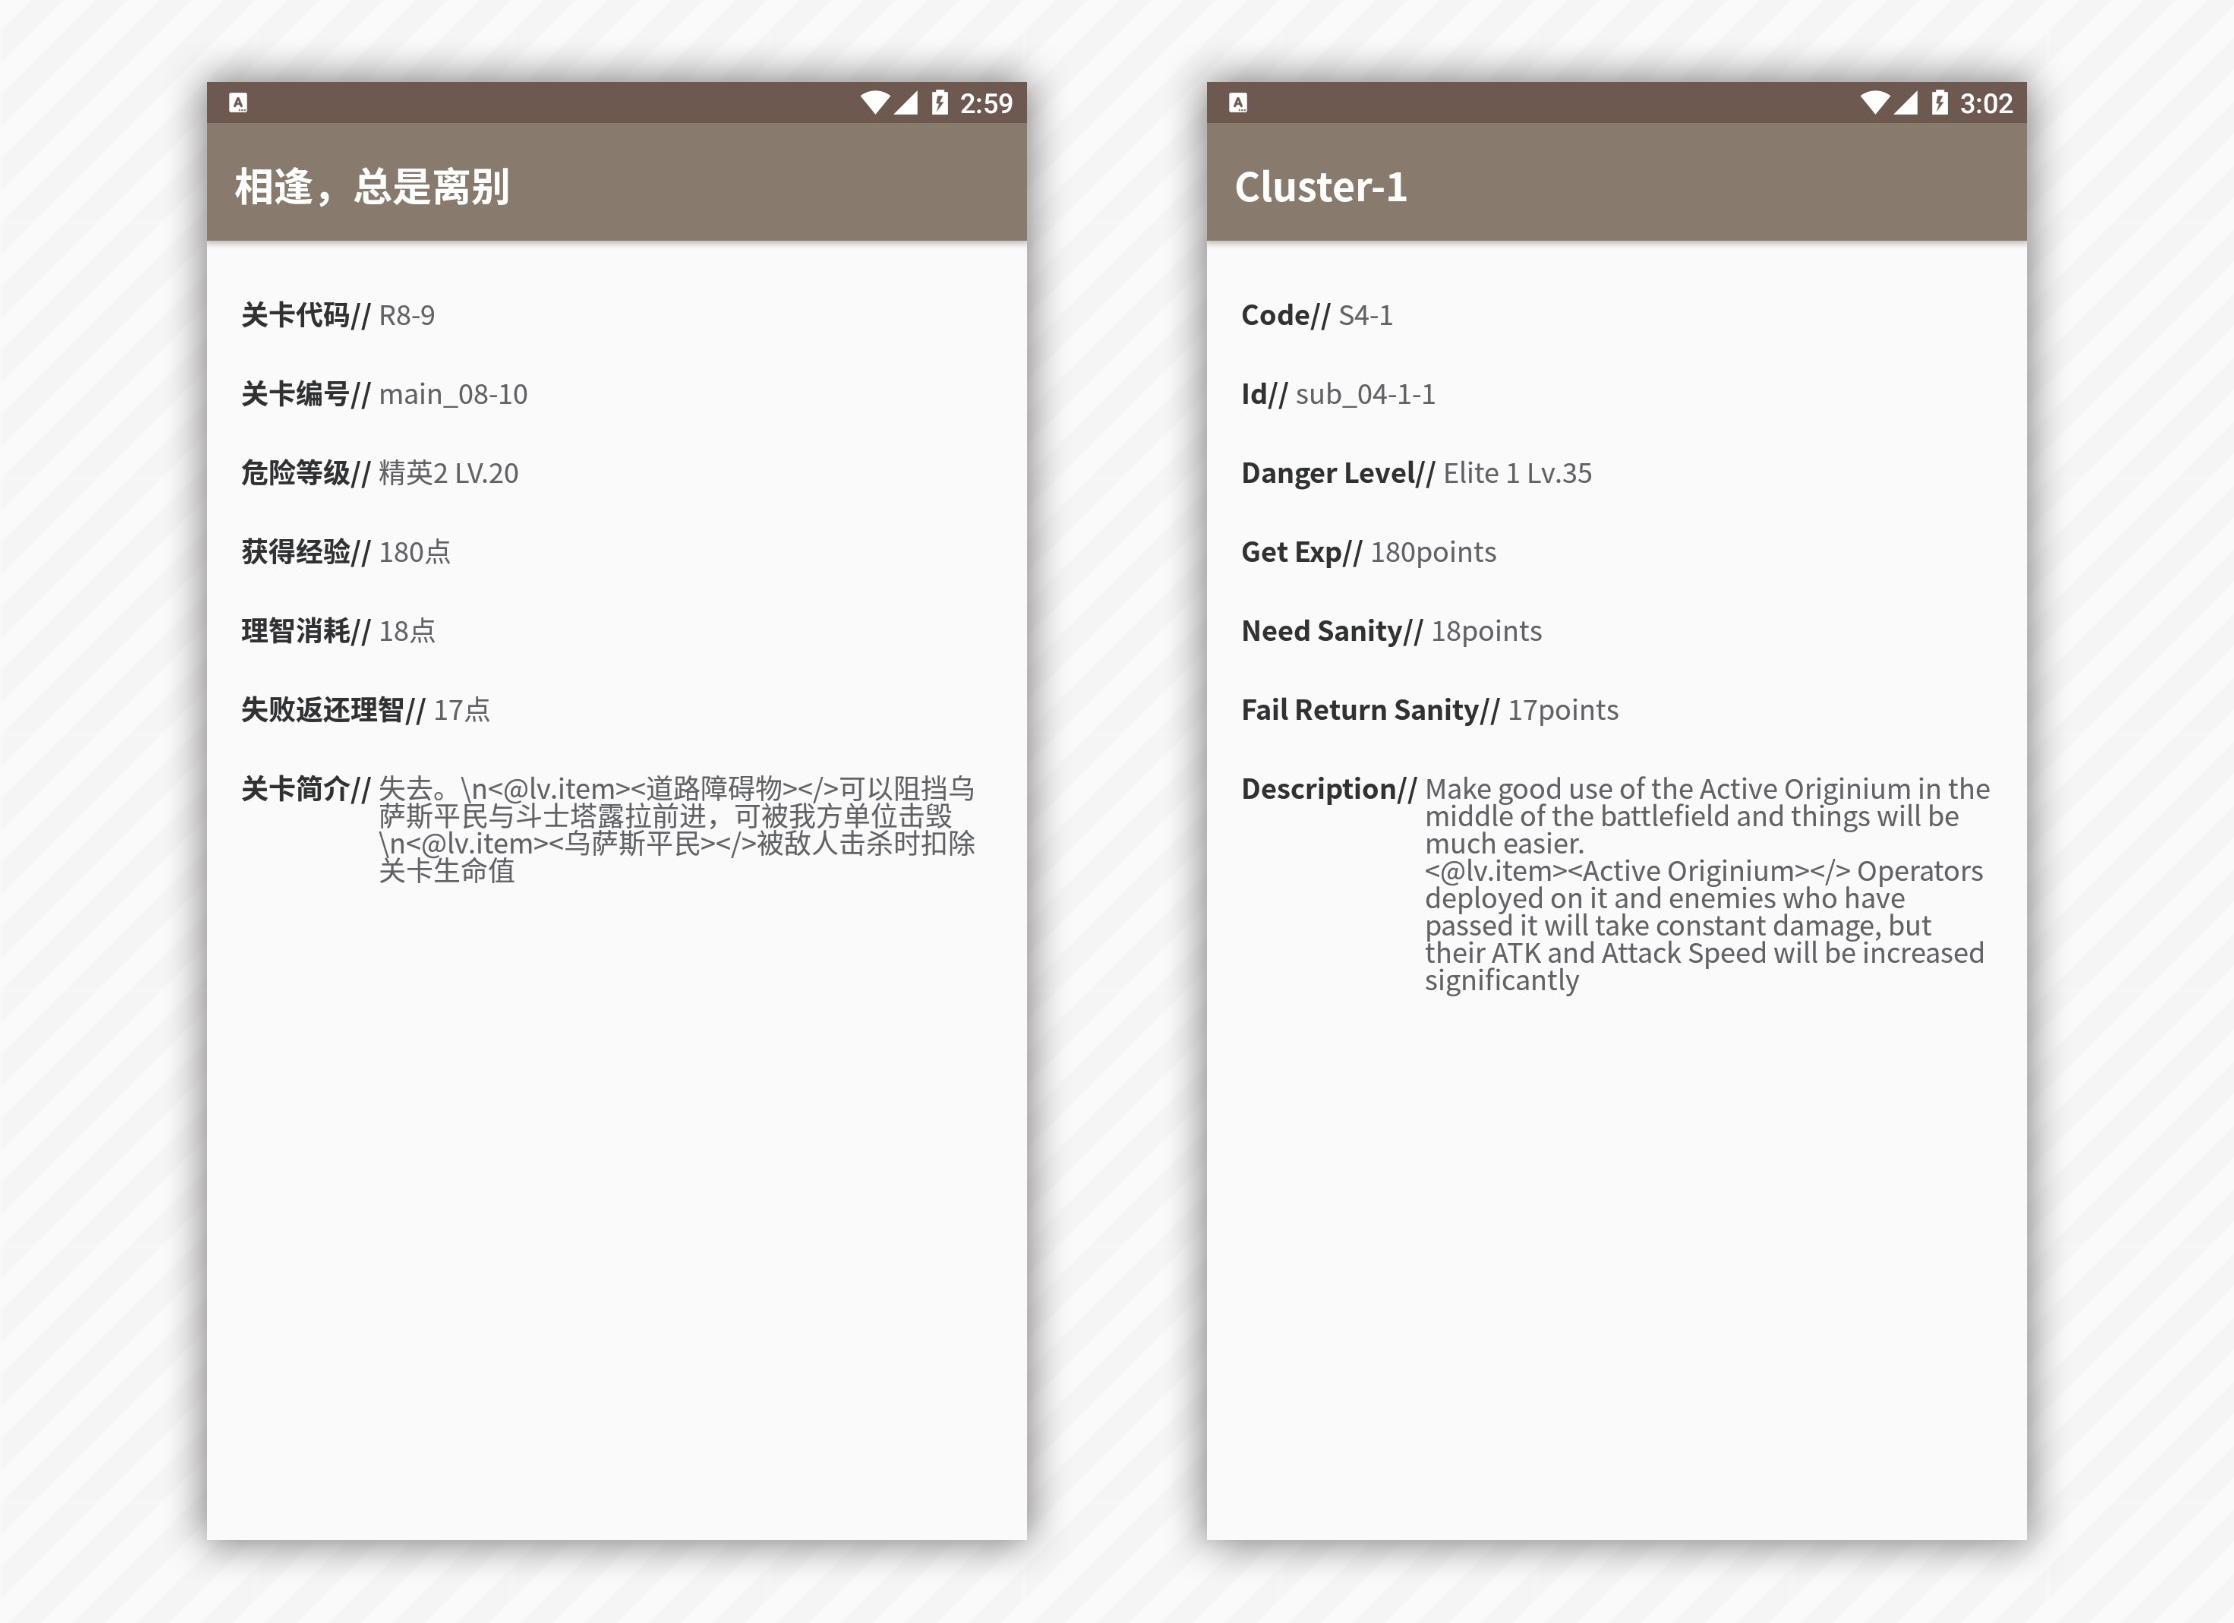 2:59
相逢，总是离别
关卡代码// R8-9
关卡编号// main_08-10
危险等级// 精英2 LV.20
获得经验// 180点
理智消耗// 18点
失败返还理智// 17点
关卡简介// 失去。\n<@lv.item><道路障碍物></>可以阻挡乌
萨斯平民与斗士塔露拉前进，可被我方单位击毁
\n<@lv.item><乌萨斯平民></>被敌人击杀时扣除
关卡生命值
3:02
Cluster-1
Code// S4-1
Id// sub_04-1-1
Danger Level// Elite 1 Lv.35
Get Exp// 180points
Need Sanity// 18points
Fail Return Sanity// 17points
Description// Make good use of the Active Originium in the
middle of the battlefield and things will be
much easier.
<@lv.item><Active Originium></> Operators
deployed on it and enemies who have
passed it will take constant damage, but
their ATK and Attack Speed will be increased
significantly